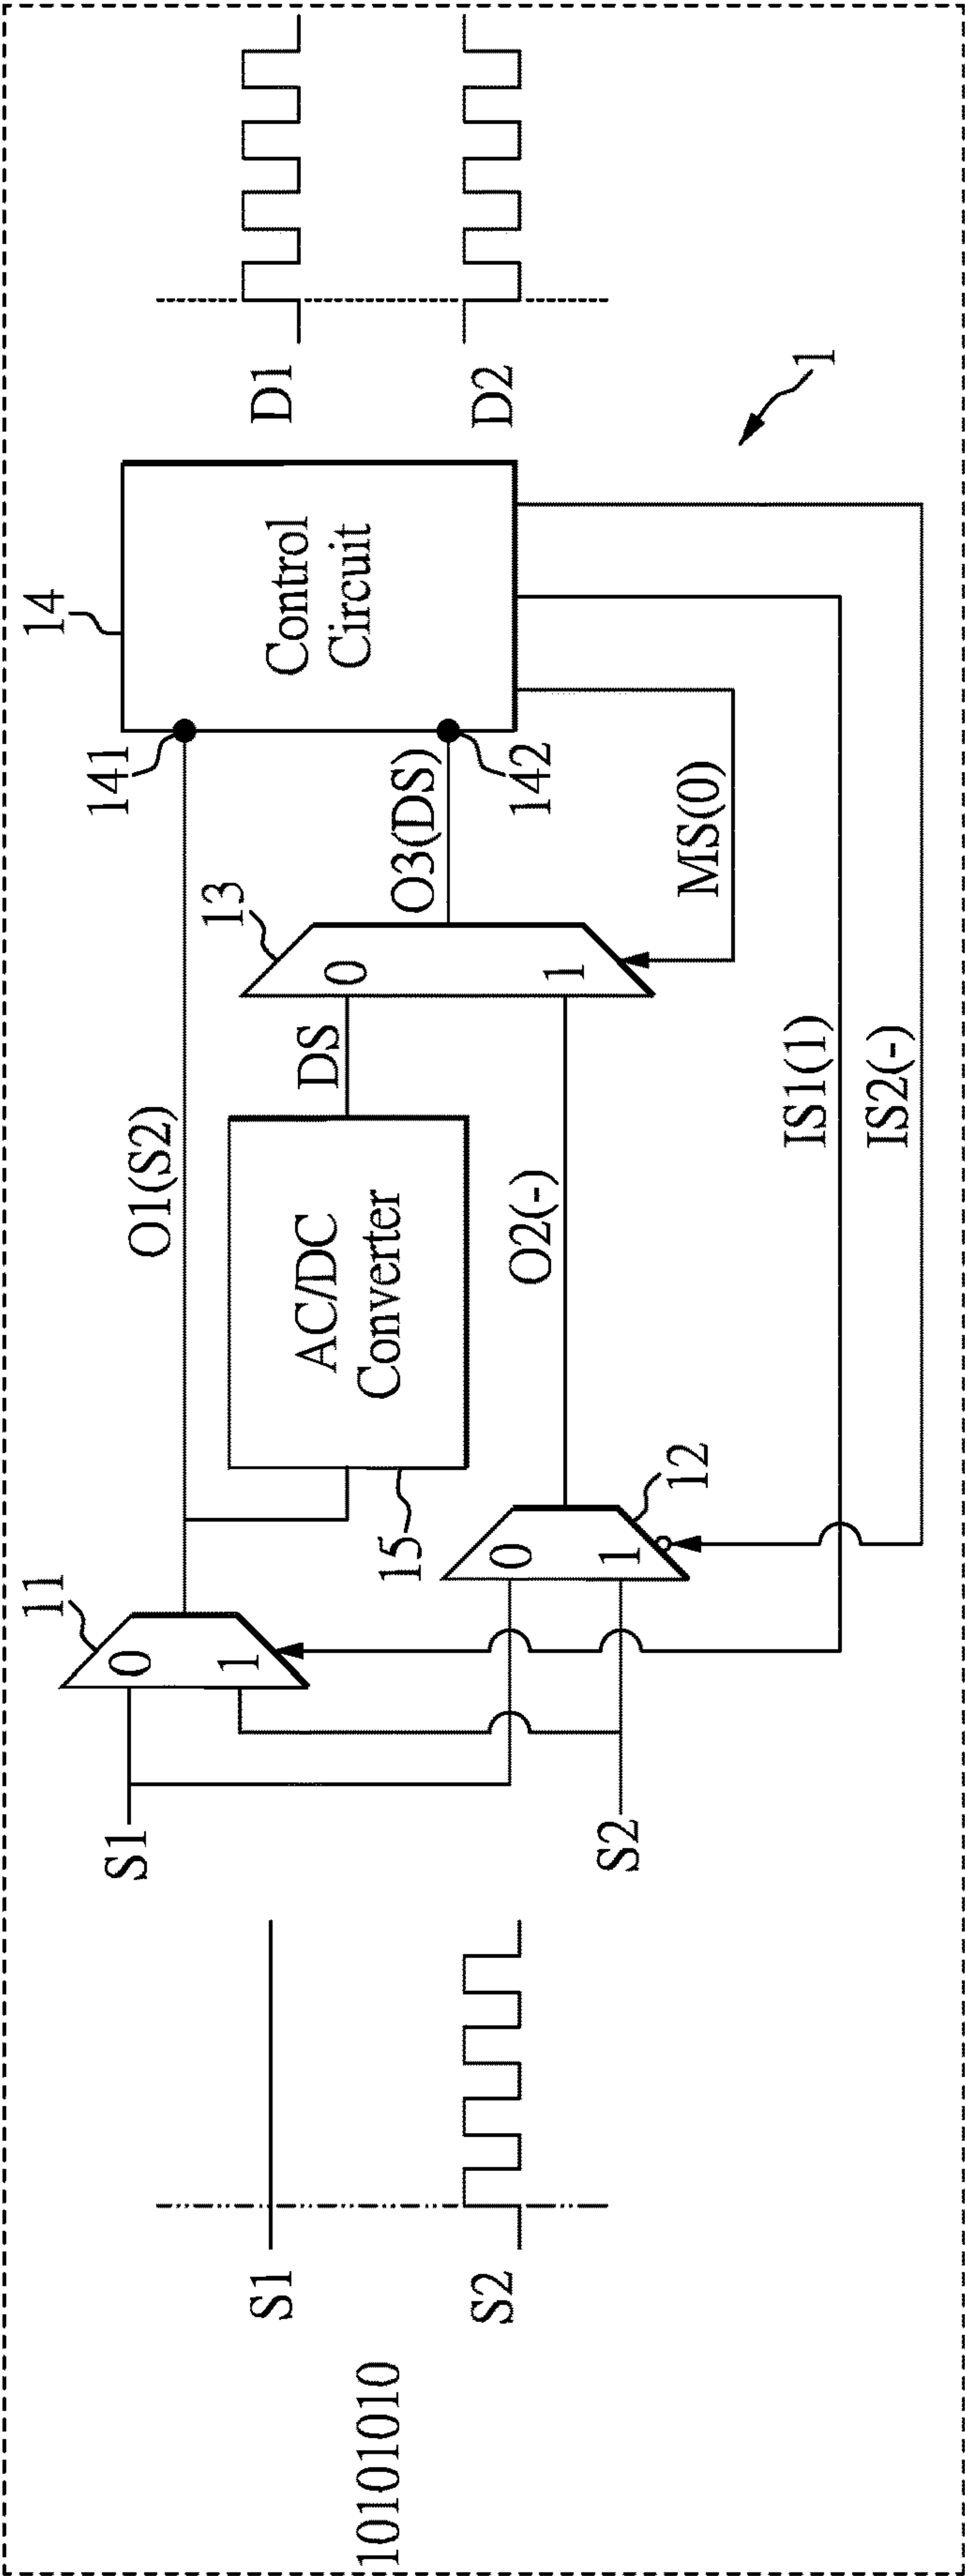 1010101010
S1
S2
S1
S2
11
0
1
12
0
1
15
AC/DC
Converter
O1(S2)
DS
O2(-)
13
0
1
O3(DS)
MS(0)
IS1(1)
IS2(-)
14
141
142
Control
Circuit
D1
D2
1